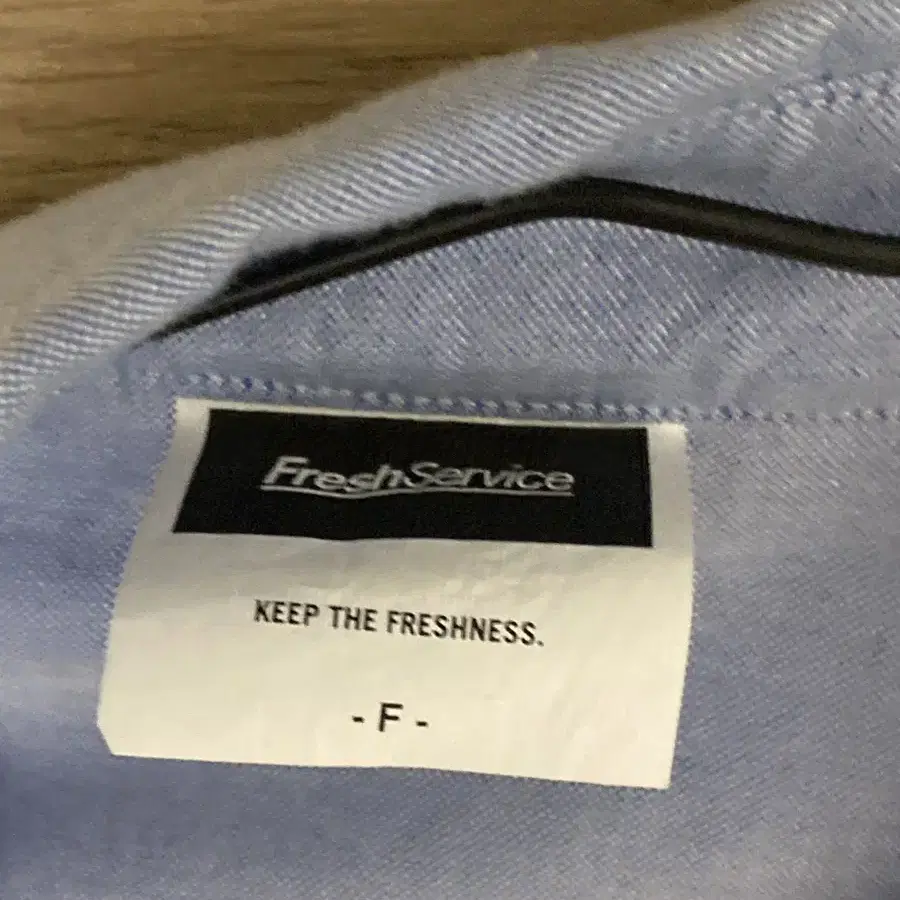 FreshService
KEEP THE FRESHNESS.
- F -